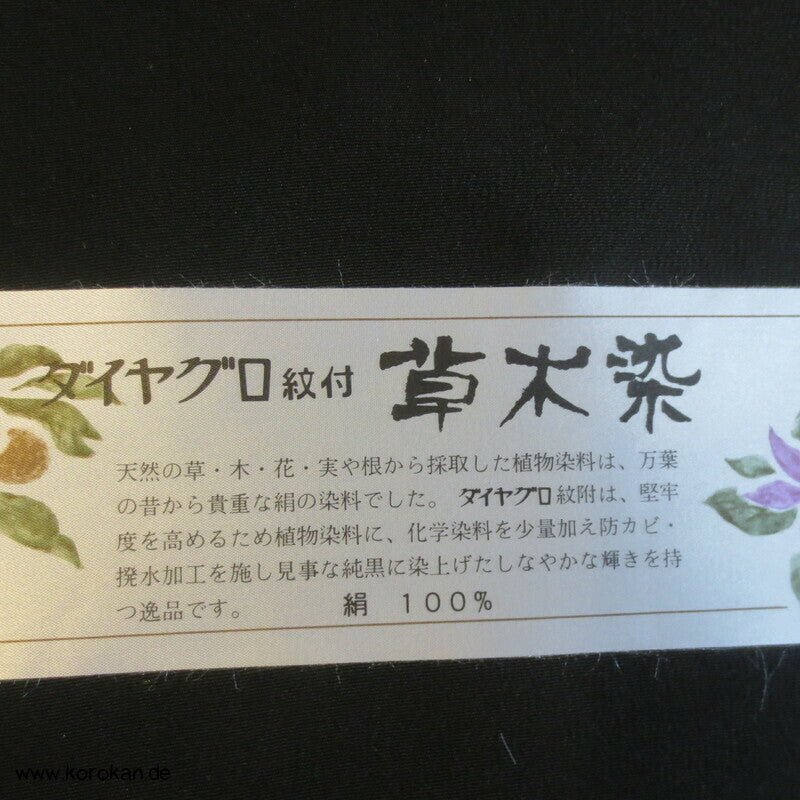 ダイヤグロ紋付 草木染
天然の草・木・花・実や根から採取した植物染料は、万葉
の昔から貴重な絹の染料でした。ダイヤグロ紋附は、堅牢
度を高めるため植物染料に、化学染料を少量加え防カビ・
撥水加工を施し見事な純黒に染上げたしなやかな輝きを持
つ逸品です。 絹 100%
www.korokan.de